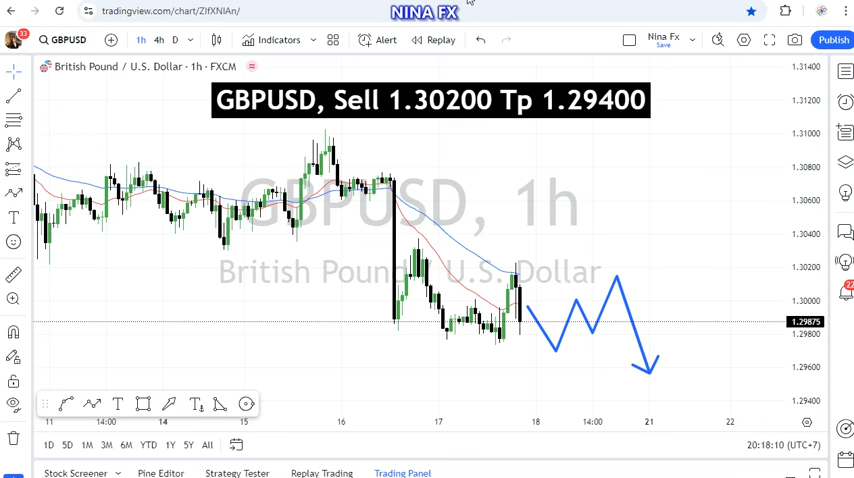 NINA FX
tradingview.com/chart/ZIfXNIAn/
33
GBPUSD
1h 4h D
Indicators
Alert
Replay
Nina Fx
Save
Publish
British Pound / U.S. Dollar · 1h · FXCM
GBPUSD, Sell 1.30200 Tp 1.29400
GBPUSD, 1h
British Pound / U.S. Dollar
1.31400
1.31200
1.31000
1.30800
1.30600
1.30400
1.30200
1.30000
1.29875
1.29800
1.29600
1.29400
22
11 14:00 14 15 16 17 18 14:00 21 22
1D 5D 1M 3M 6M YTD 1Y 5Y All
20:18:10 (UTC+7)
Stock Screener Pine Editor Strategy Tester Replay Trading Trading Panel